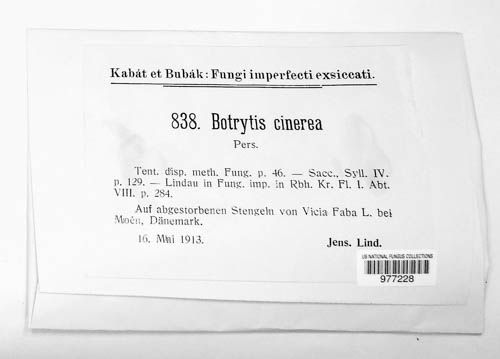 Kabát et Bubák: Fungi imperfecti exsiccati.
838. Botrytis cinerea
Pers.
Tent. disp. meth. Fung. p. 46. — Sacc., Syll. IV.
p. 129. — Lindau in Fung. imp. in Rbh. Kr. Fl. I. Abt.
VIII. p. 284.
Auf abgestorbenen Stengeln von Vicia Faba L. bei
Dänemark.
16. Mai 1913.
Jens. Lind.
US NATIONAL FUNGUS COLLECTIONS
977228